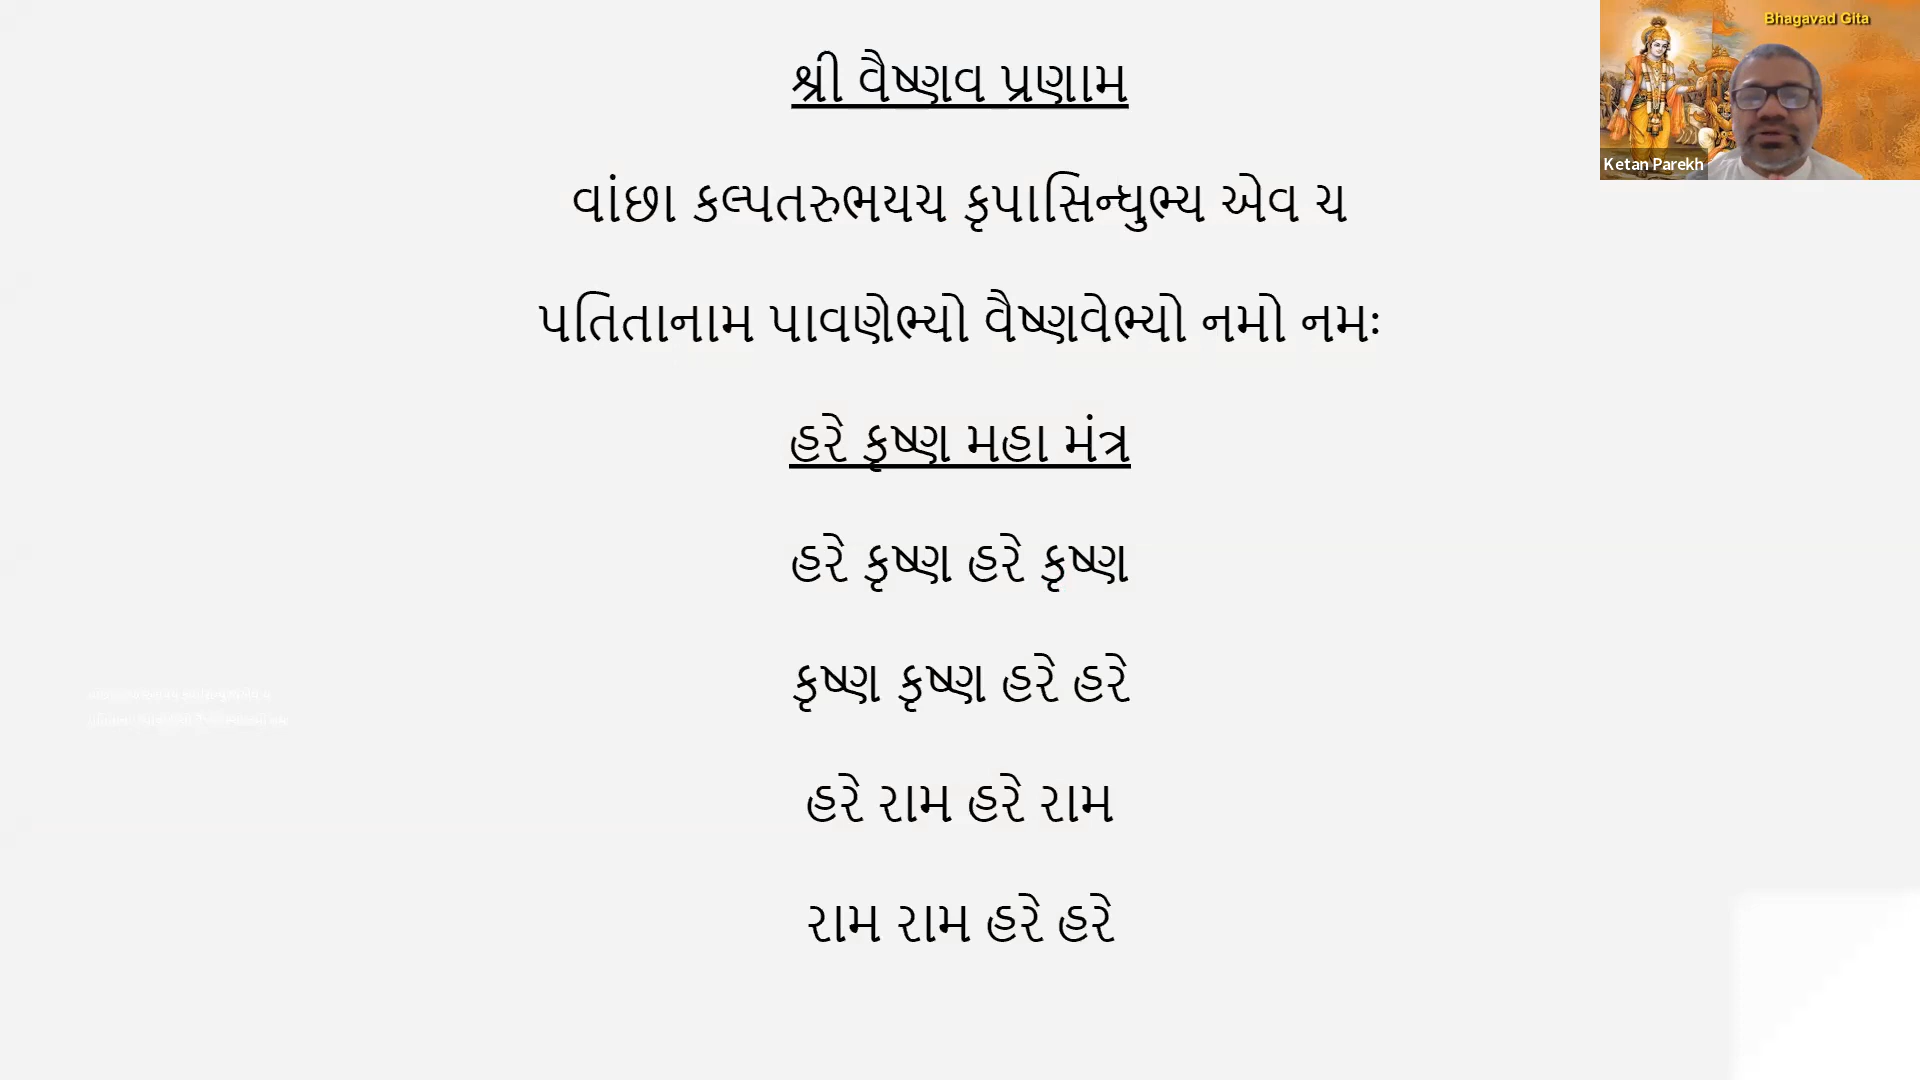 શ્રી વૈષ્ણવ પ્રણામ
વાંછા કલ્પતરુભયચ કૃપાસિન્ધુભ્ય એવ ચ
પતિતાનામ પાવણેભ્યો વૈષ્ણવેભ્યો નમો નમઃ
હરે કૃષ્ણ મહા મંત્ર
હરે કૃષ્ણ હરે કૃષ્ણ
કૃષ્ણ કૃષ્ણ હરે હરે
હરે રામ હરે રામ
રામ રામ હરે હરે
Bhagavad Gita
Ketan Parekh